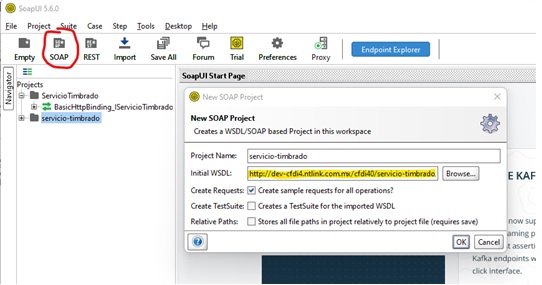 SoapUI 5.6.0
File Project Suite Case Step Tools Desktop Help
Empty SOAP REST Import Save All Forum Trial Preferences Proxy Endpoint Explorer
Navigator
Projects
ServicioTimbrado
BasicHttpBinding_IServicioTimbrado
servicio-timbrado
SoapUI Start Page
New SOAP Project
New SOAP Project
Creates a WSDL/SOAP based Project in this workspace
Project Name: servicio-timbrado
Initial WSDL: http://dev-cfdi4.ntlink.com.mx/cfdi40/servicio-timbrado Browse...
Create Requests: Create sample requests for all operations?
Create TestSuite: Creates a TestSuite for the imported WSDL
Relative Paths: Stores all file paths in project relatively to project file (requires save)
OK Cancel
E KAF
now sup
aming p
t assertio
Kafka endpoints w
click interface.